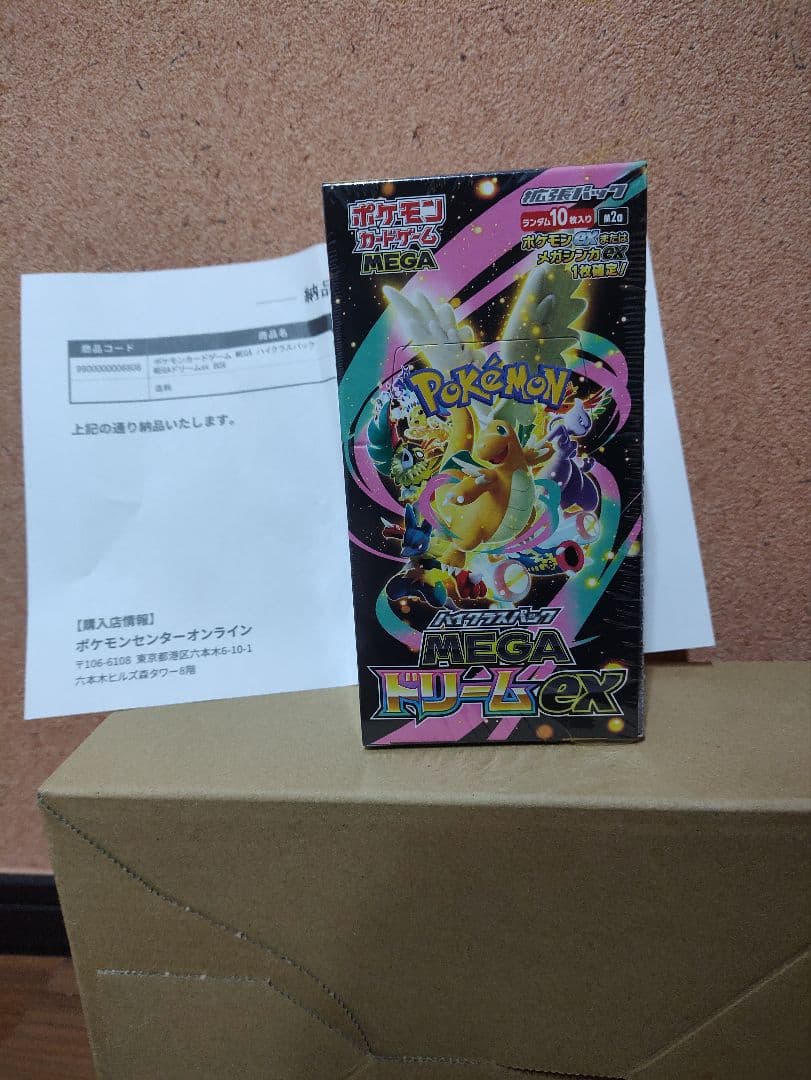 ポケモン
カードゲーム
MEGA
拡張パック
ランダム10枚入り
M2a
ポケモンexまたは
メガシンカex
1枚確定!
POKéMON
ハイクラスパック
MEGA
ドリームex
納品
商品コード
商品名
9900000006808
ポケモンカードゲーム MEGA ハイクラスパック
MEGAドリームex BOX
送料
上記の通り納品いたします。
【購入店情報】
ポケモンセンターオンライン
〒106-6108 東京都港区六本木6-10-1
六本木ヒルズ森タワー8階